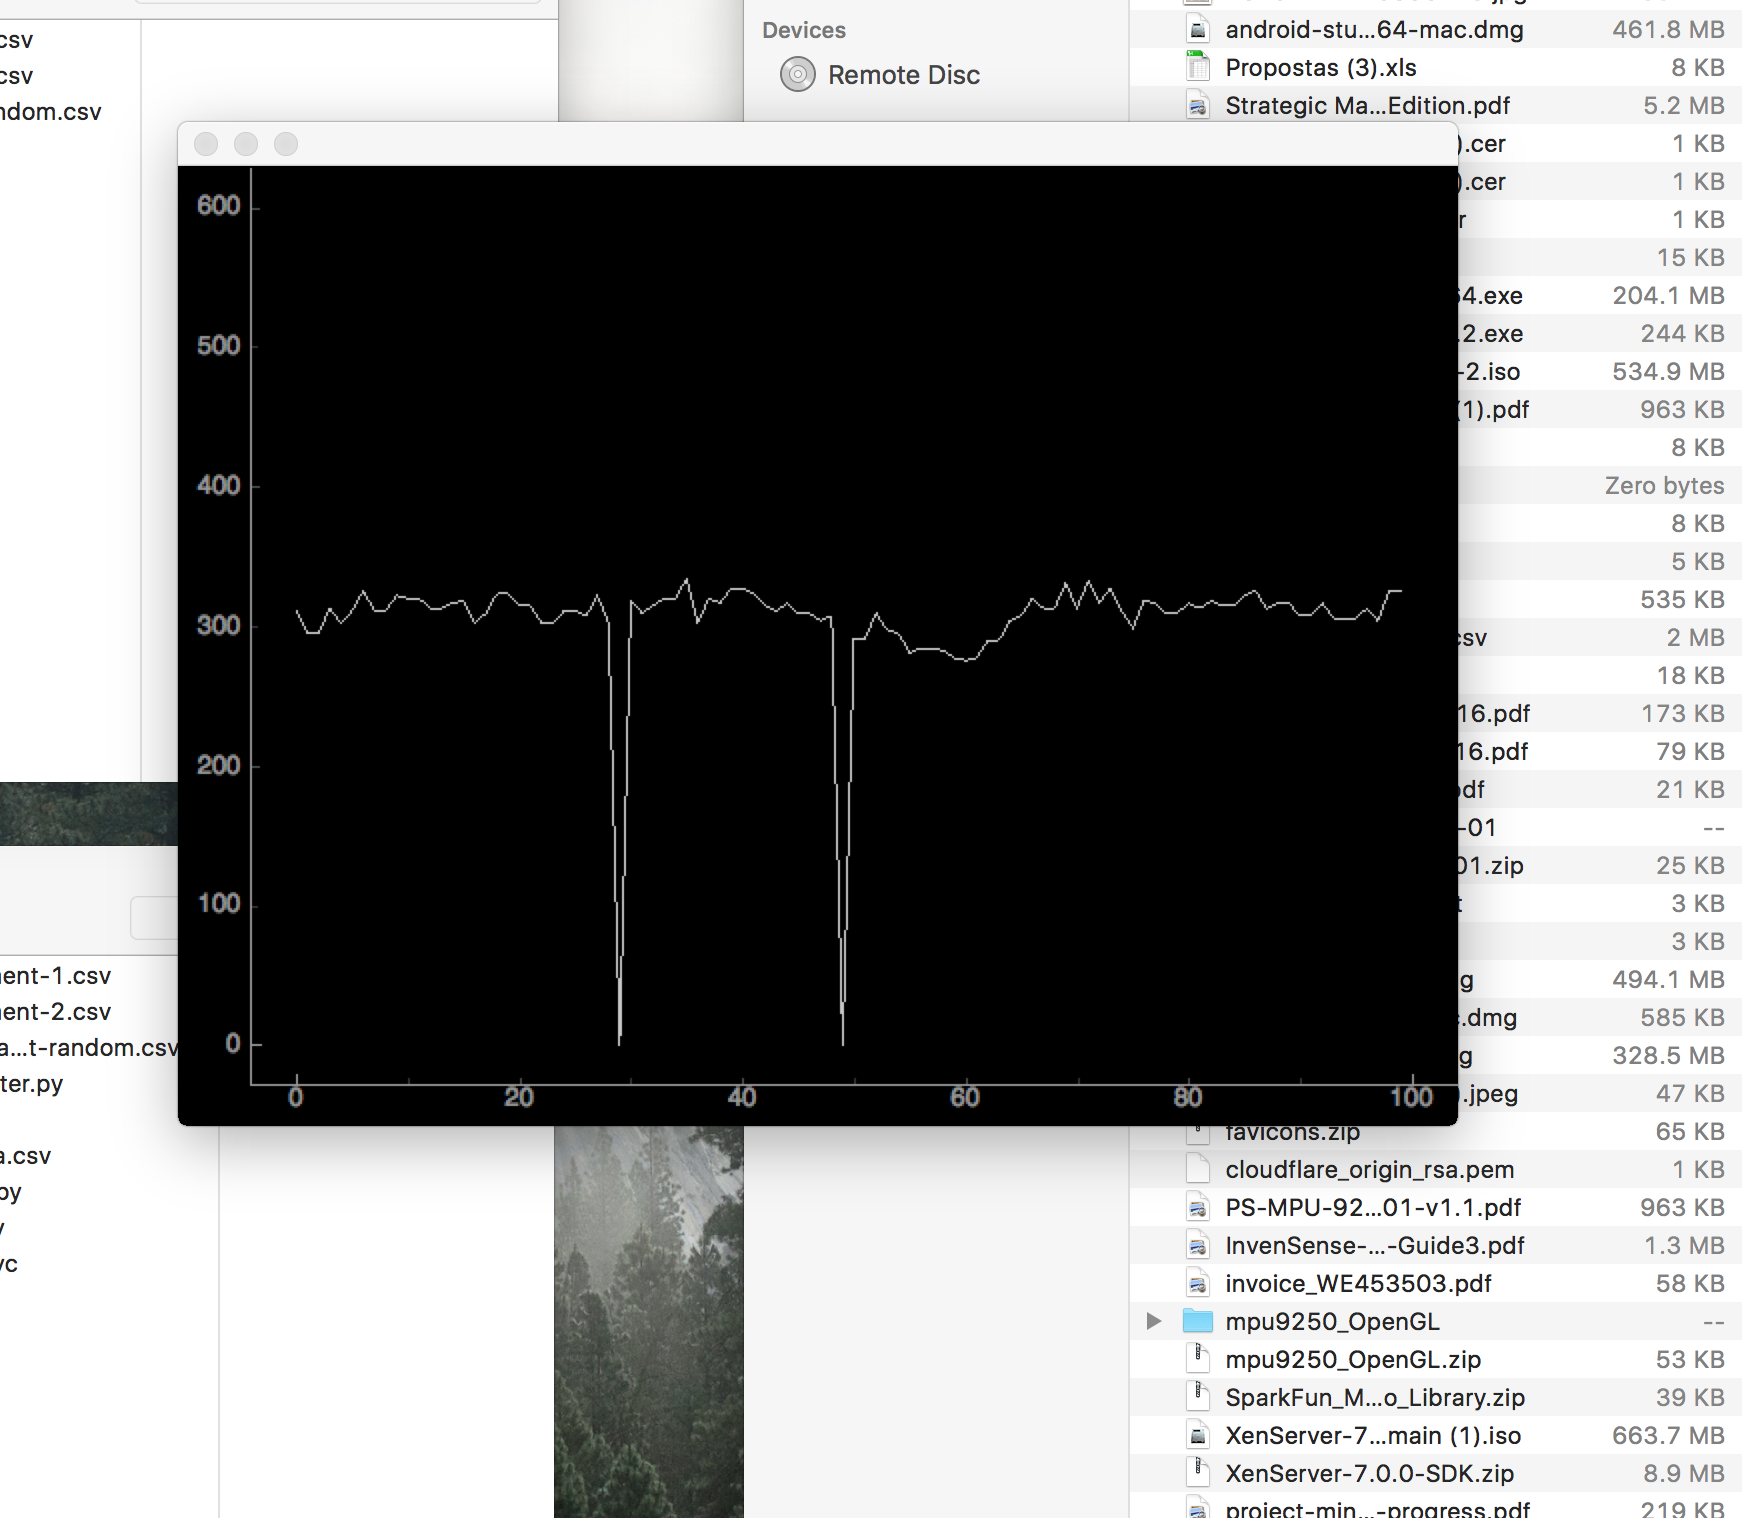 csv
csv
ndom.csv
Devices
Remote Disc
android-stu...64-mac.dmg 461.8 MB
Propostas (3).xls 8 KB
Strategic Ma...Edition.pdf 5.2 MB
).cer 1 KB
).cer 1 KB
r 1 KB
15 KB
64.exe 204.1 MB
.2.exe 244 KB
-2.iso 534.9 MB
(1).pdf 963 KB
8 KB
Zero bytes
8 KB
5 KB
535 KB
csv 2 MB
18 KB
16.pdf 173 KB
16.pdf 79 KB
pdf 21 KB
-01 --
01.zip 25 KB
t 3 KB
3 KB
g 494.1 MB
c.dmg 585 KB
g 328.5 MB
).jpeg 47 KB
favicons.zip 65 KB
cloudflare_origin_rsa.pem 1 KB
PS-MPU-92...01-v1.1.pdf 963 KB
InvenSense-...-Guide3.pdf 1.3 MB
invoice_WE453503.pdf 58 KB
mpu9250_OpenGL --
mpu9250_OpenGL.zip 53 KB
SparkFun_M...o_Library.zip 39 KB
XenServer-7...main (1).iso 663.7 MB
XenServer-7.0.0-SDK.zip 8.9 MB
project-min...-progress.pdf 219 KB
600
500
400
300
200
100
0
0 20 40 60 80 100
ent-1.csv
ent-2.csv
a...t-random.csv
ter.py
a.csv
py
yc